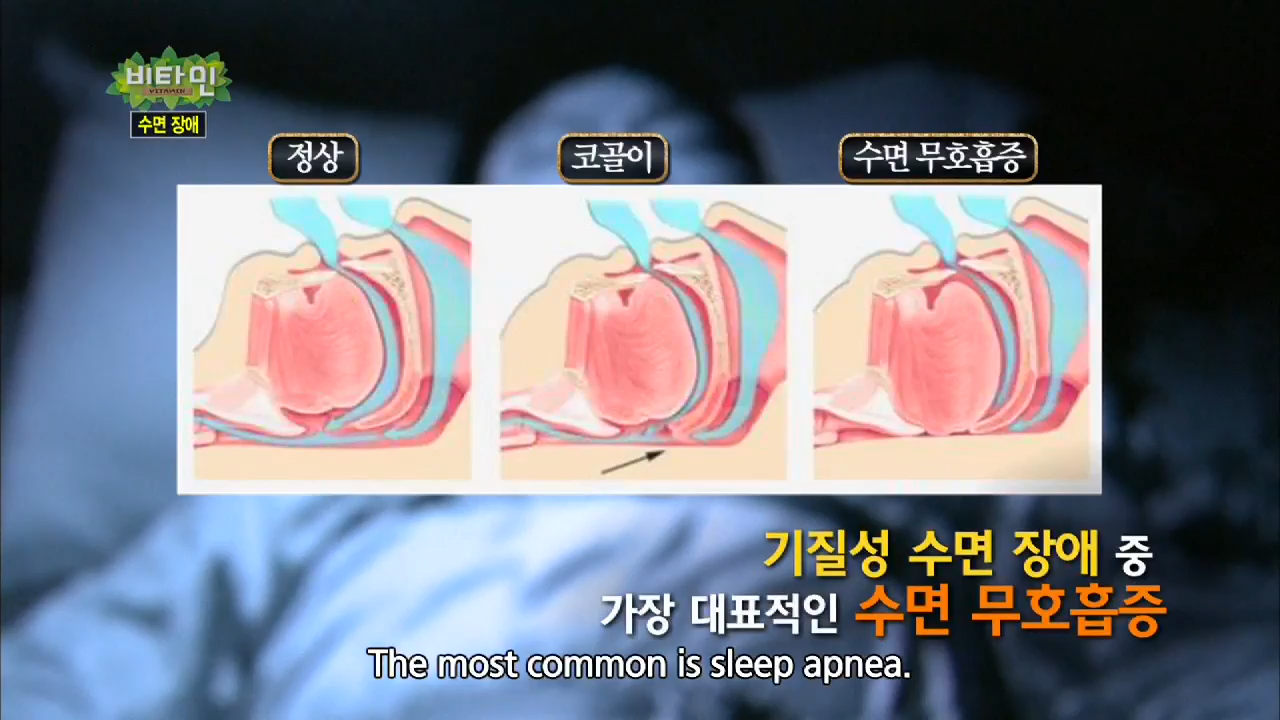 비타민
VITAMIN
수면 장애
정상
코골이
수면 무호흡증
기질성 수면 장애 중
가장 대표적인 수면 무호흡증
The most common is sleep apnea.